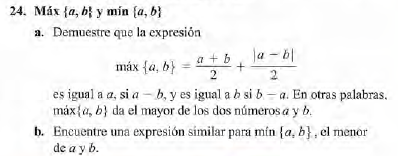 24. Máx {a, b} y mín {a, b}
a. Demuestre que la expresión
máx {a, b} = \frac{a + b}{2} + \frac{|a − b|}{2}
es igual a a, si a − b, y es igual a b si b − a. En otras palabras,
máx{a, b} da el mayor de los dos números a y b.
b. Encuentre una expresión similar para mín {a, b}, el menor
de a y b.